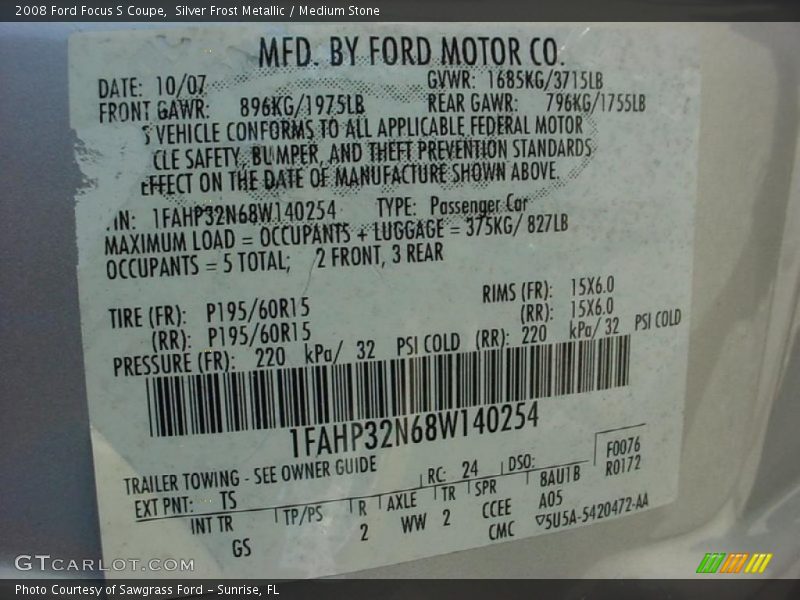 2008 Ford Focus S Coupe, Silver Frost Metallic / Medium Stone
MFD. BY FORD MOTOR CO.
DATE: 10/07 GVWR: 1685KG/3715LB
FRONT GAWR: 896KG/1975LB REAR GAWR: 796KG/1755LB
S VEHICLE CONFORMS TO ALL APPLICABLE FEDERAL MOTOR
CLE SAFETY, BUMPER, AND THEFT PREVENTION STANDARDS
EFFECT ON THE DATE OF MANUFACTURE SHOWN ABOVE.
IN: 1FAHP32N68W140254 TYPE: Passenger Car
MAXIMUM LOAD = OCCUPANTS + LUGGAGE = 375KG/ 827LB
OCCUPANTS = 5 TOTAL; 2 FRONT, 3 REAR
TIRE (FR): P195/60R15 RIMS (FR): 15X6.0
(RR): P195/60R15 (RR): 15X6.0
PRESSURE (FR): 220 kPa/ 32 PSI COLD (RR): 220 kPa/ 32 PSI COLD
1FAHP32N68W140254
TRAILER TOWING - SEE OWNER GUIDE
EXT PNT: TS RC: 24 DSO: F0076
INT TR TP/PS R AXLE TR SPR 8AU1B R0172
GS 2 WW 2 CCEE A05
CMC ▽5U5A-5420472-AA
GTCARLOT.COM
Photo Courtesy of Sawgrass Ford – Sunrise, FL